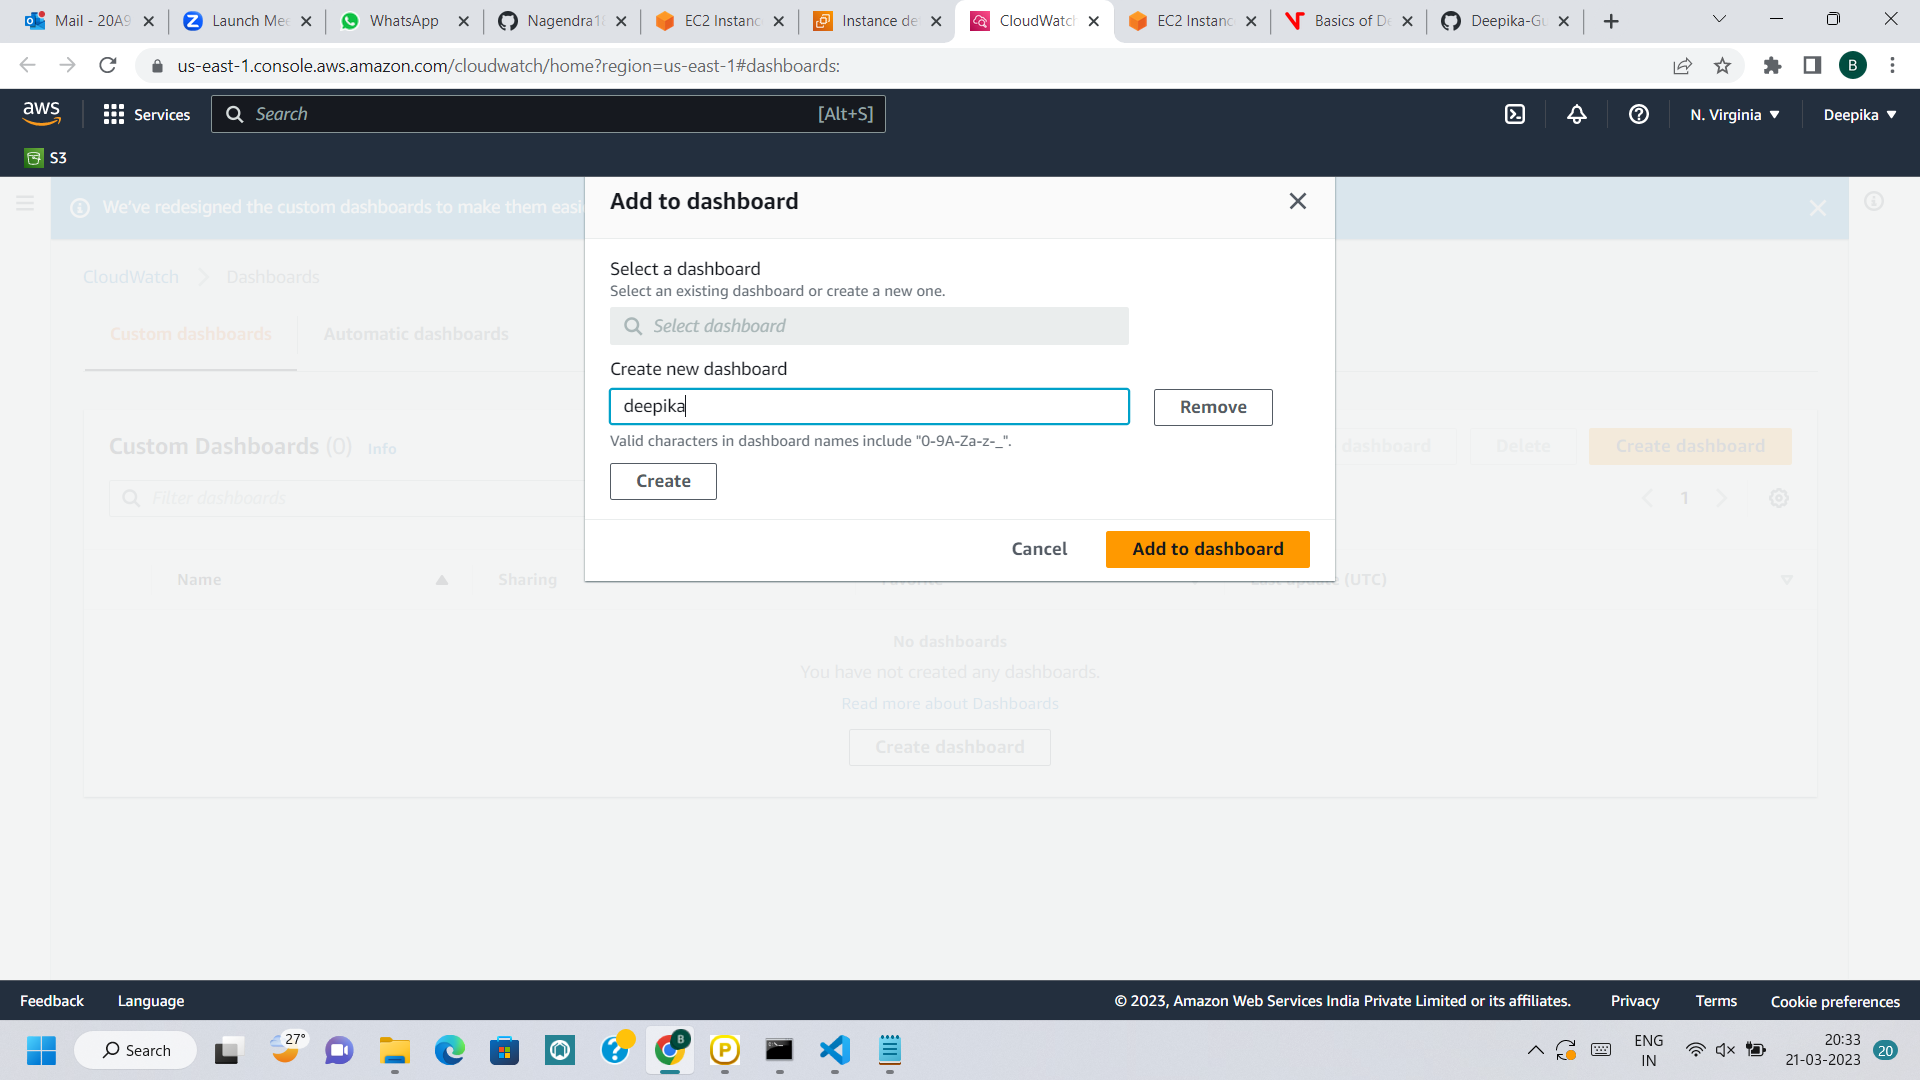 Mail - 20A9
Launch Mee
WhatsApp
Nagendra18
EC2 Instanc
Instance de
CloudWatch
EC2 Instanc
Basics of De
Deepika-Gu
us-east-1.console.aws.amazon.com/cloudwatch/home?region=us-east-1#dashboards:
B
aws
Services
Search
[Alt+S]
N. Virginia
Deepika
S3
We've redesigned the custom dashboards to make them easi
Add to dashboard
CloudWatch
Dashboards
Custom dashboards
Automatic dashboards
Select a dashboard
Select an existing dashboard or create a new one.
Select dashboard
Create new dashboard
deepika
Remove
Valid characters in dashboard names include "0-9A-Za-z-_".
Create
Cancel
Add to dashboard
Custom Dashboards (0)
Info
dashboard
Delete
Create dashboard
Filter dashboards
1
Name
Sharing
Favorite
Last update (UTC)
No dashboards
You have not created any dashboards.
Read more about Dashboards
Create dashboard
Feedback
Language
© 2023, Amazon Web Services India Private Limited or its affiliates.
Privacy
Terms
Cookie preferences
Search
27°
B
ENG
IN
20:33
21-03-2023
20